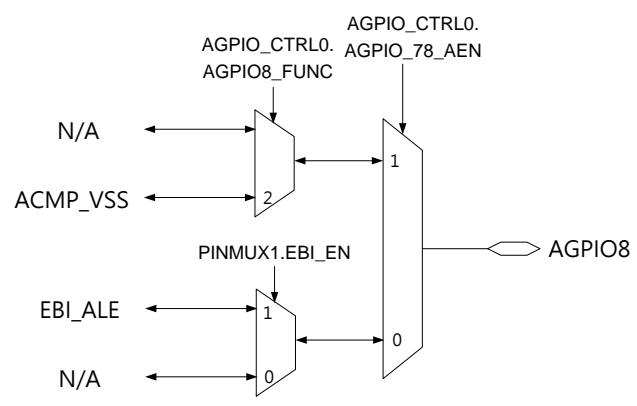 AGPIO_CTRL0.
AGPIO_78_AEN
AGPIO_CTRL0.
AGPIO8_FUNC
N/A
1
ACMP_VSS
2
AGPIO8
PINMUX1.EBI_EN
EBI_ALE
1
0
N/A
0